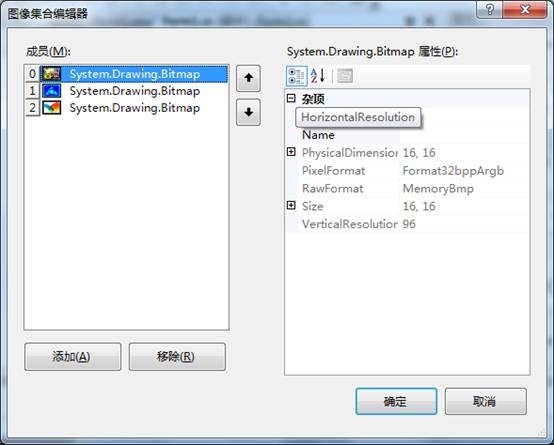 图像集合编辑器
成员(M):
0 System.Drawing.Bitmap
1 System.Drawing.Bitmap
2 System.Drawing.Bitmap
添加(A) 移除(R)
System.Drawing.Bitmap 属性(P):
杂项
HorizontalResolution
Name
PhysicalDimension 16, 16
PixelFormat Format32bppArgb
RawFormat MemoryBmp
Size 16, 16
VerticalResolution 96
确定 取消